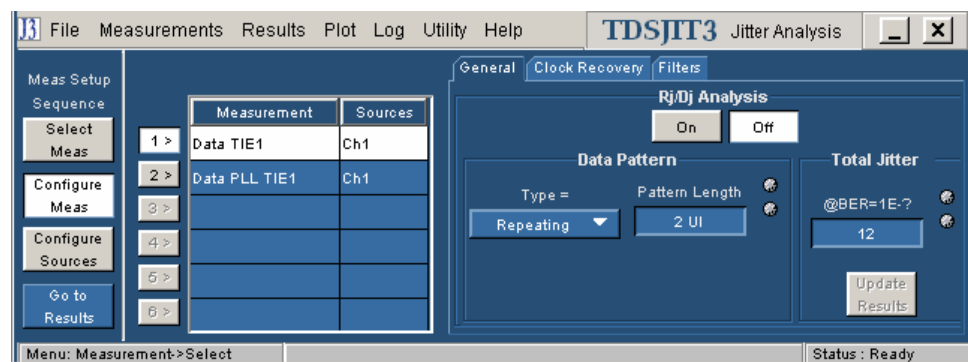 J3 File Measurements Results Plot Log Utility Help TDSJIT3 Jitter Analysis
Meas Setup
Sequence
Select
Meas
Configure
Meas
Configure
Sources
Go to
Results
Measurement Sources
1 > Data TIE1 Ch1
2 > Data PLL TIE1 Ch1
3 >
4 >
5 >
6 >
General Clock Recovery Filters
Rj/Dj Analysis
On Off
Data Pattern
Type =
Repeating
Pattern Length
2 UI
Total Jitter
@BER=1E-?
12
Update
Results
Menu: Measurement->Select
Status : Ready